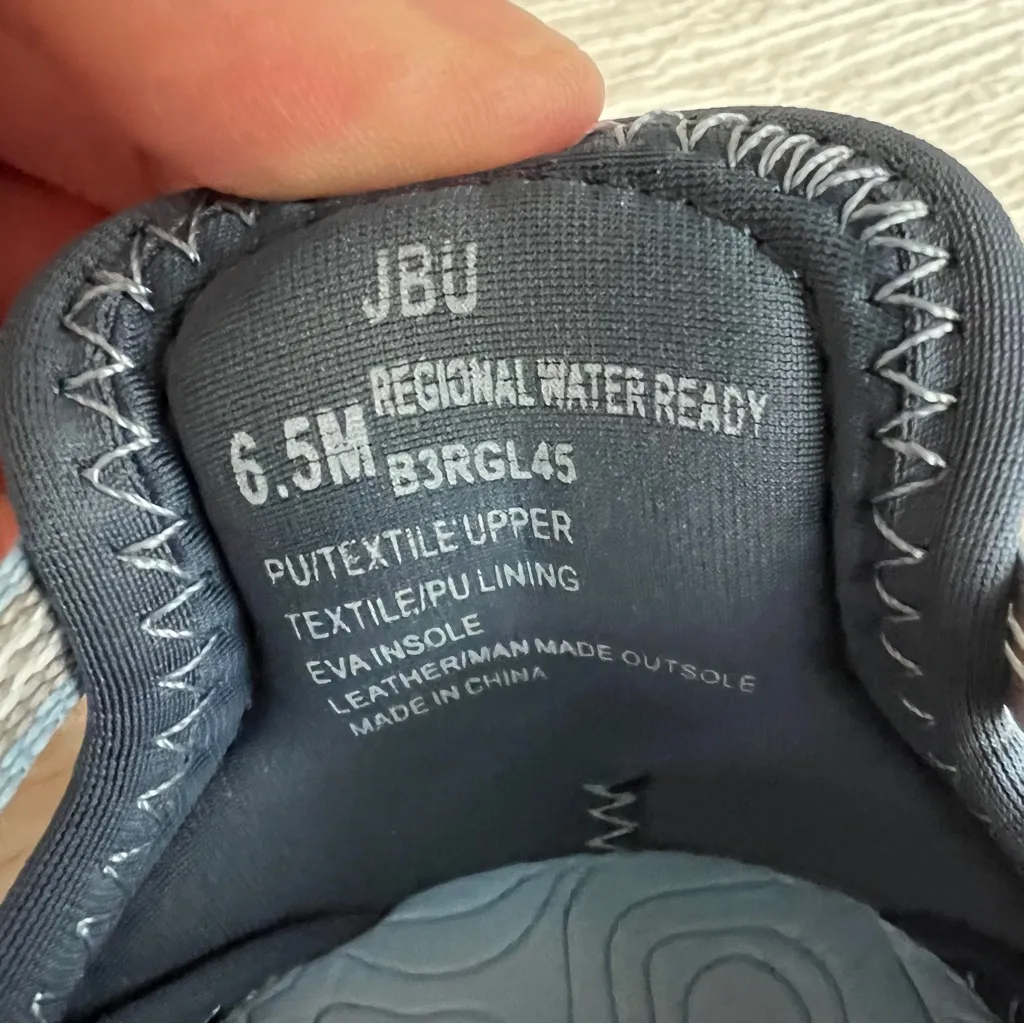 JBU
REGIONAL WATER READY
6.5M B3RGL45
PU/TEXTILE UPPER
TEXTILE/PU LINING
EVA INSOLE
LEATHER/MAN MADE OUTSOLE
MADE IN CHINA